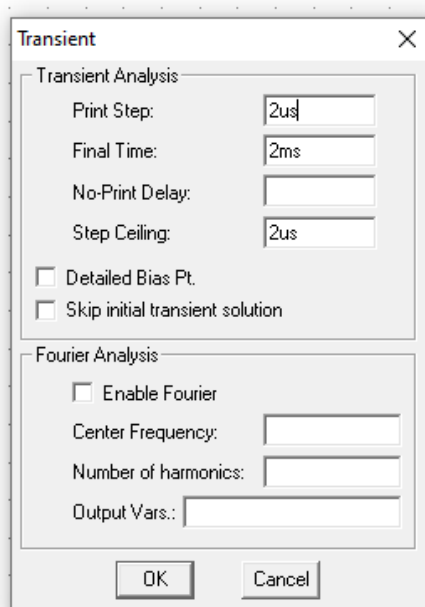 Transient
Transient Analysis
Print Step: 2us
Final Time: 2ms
No-Print Delay:
Step Ceiling: 2us
Detailed Bias Pt.
Skip initial transient solution
Fourier Analysis
Enable Fourier
Center Frequency:
Number of harmonics:
Output Vars.:
OK Cancel